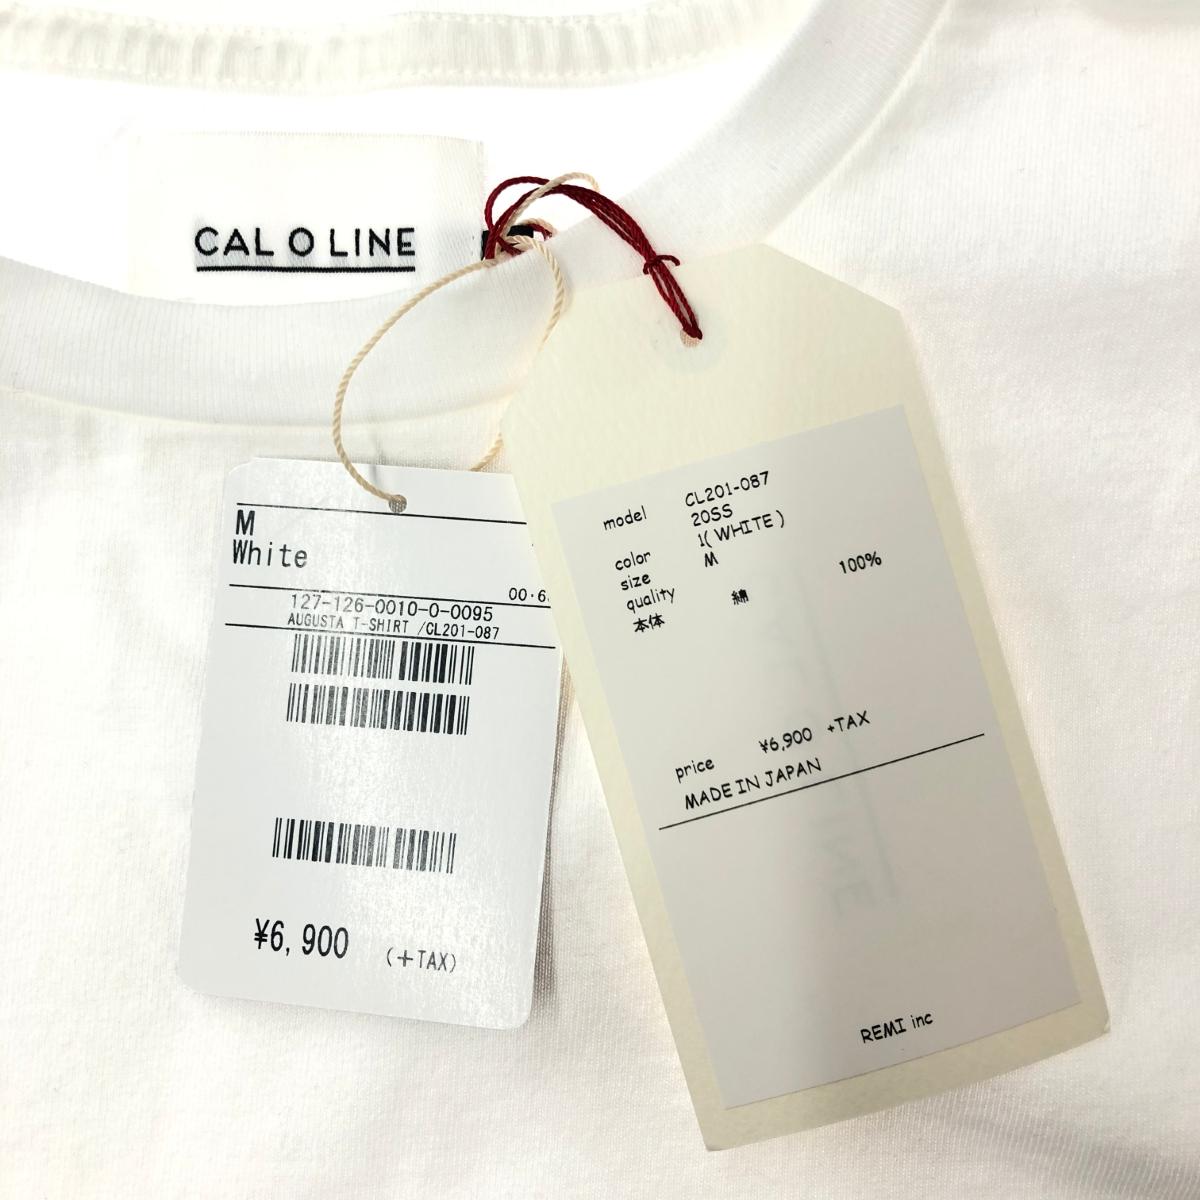 CAL O LINE
M
White
00・6
127-126-0010-0-0095
AUGUSTA T-SHIRT /CL201-087
¥6,900 (+TAX)
model CL201-087
20SS
color 1( WHITE )
size M
quality
本体 綿 100%
price ¥6,900 +TAX
MADE IN JAPAN
REMI inc